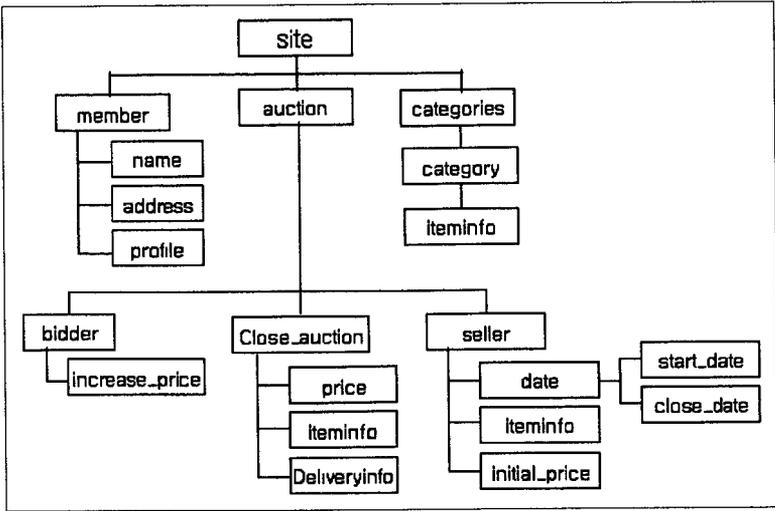 site
member
auction
categories
name
category
address
iteminfo
profile
bidder
Close_auction
seller
increase_price
price
date
start_date
close_date
Iteminfo
Iteminfo
Deliveryinfo
initial_price